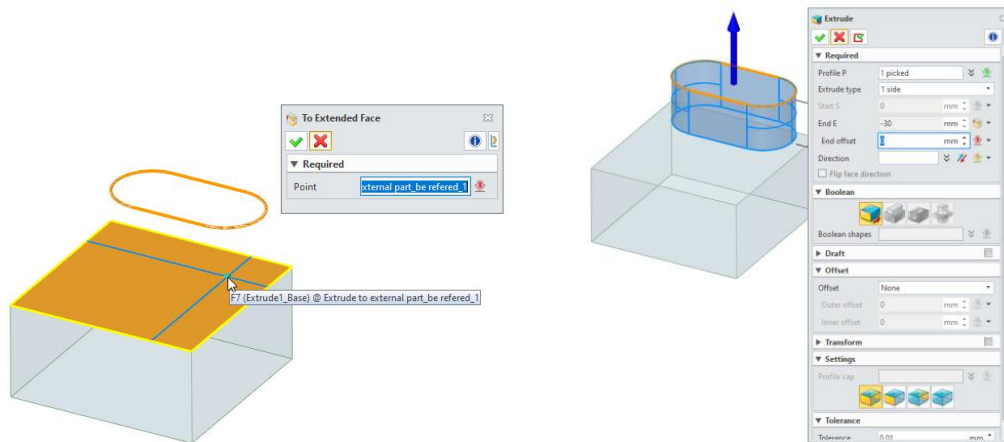 To Extended Face
Required
Point
xternal part_be refered_1
F7 (Extrude1_Base) @ Extrude to external part_be refered_1
Extrude
Required
Profile P 1 picked
Extrude type 1 side
Start S 0 mm
End E -30 mm
End offset 0 mm
Direction
Flip face direction
Boolean
Boolean shapes
Draft
Offset
Offset None
Outer offset 0 mm
Inner offset 0 mm
Transform
Settings
Profile cap
Tolerance
Tolerance 0.01 mm